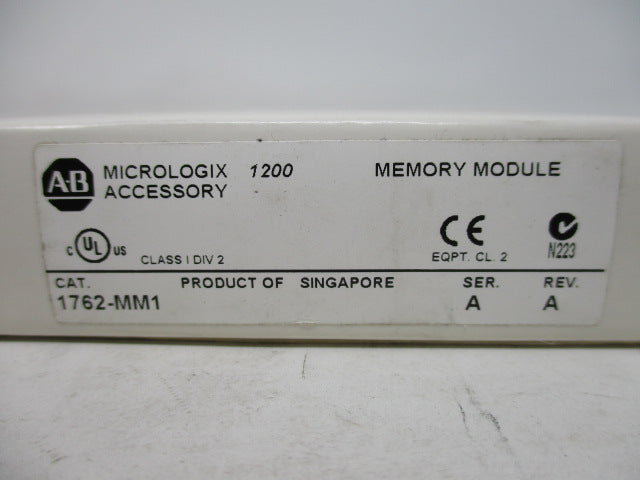 AB MICROLOGIX 1200 MEMORY MODULE
ACCESSORY
c UL US CLASS I DIV 2 CE EQPT. CL. 2 N223
CAT. PRODUCT OF SINGAPORE SER. REV.
1762-MM1 A A